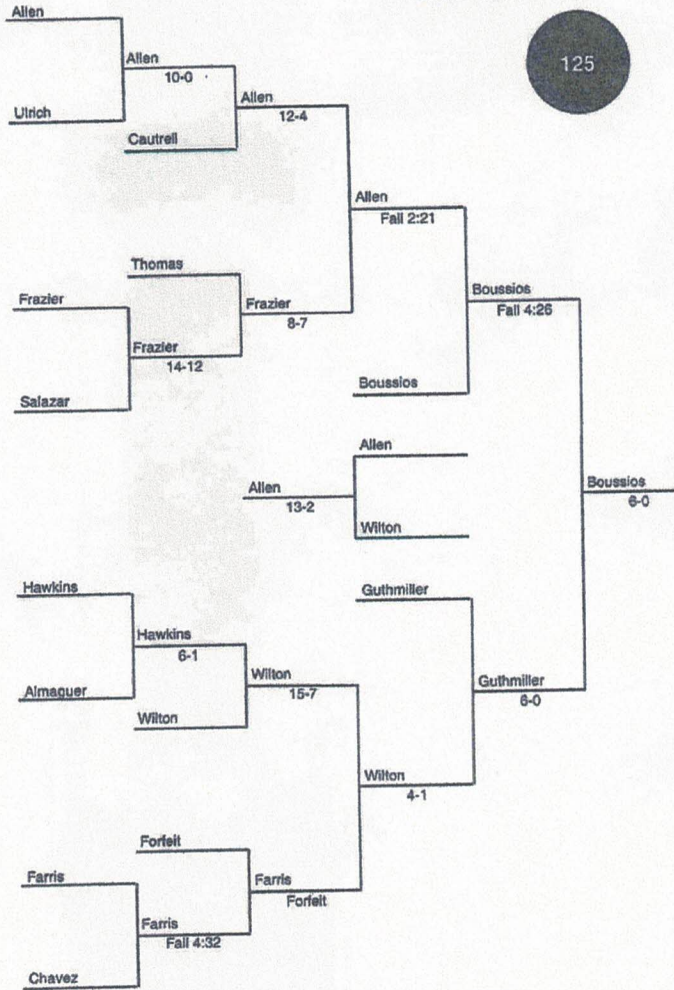 Allen
125
Allen
10-0
Allen
12-4
Ulrich
Cautrell
Allen
Fall 2:21
Thomas
Boussios
Fall 4:26
Frazier
Frazier
8-7
Frazier
14-12
Boussios
Salazar
Allen
Allen
13-2
Boussios
6-0
Wilton
Hawkins
Guthmiller
Hawkins
6-1
Wilton
15-7
Guthmiller
6-0
Almaguer
Wilton
Wilton
4-1
Forfeit
Farris
Farris
Forfeit
Farris
Fall 4:32
Chavez